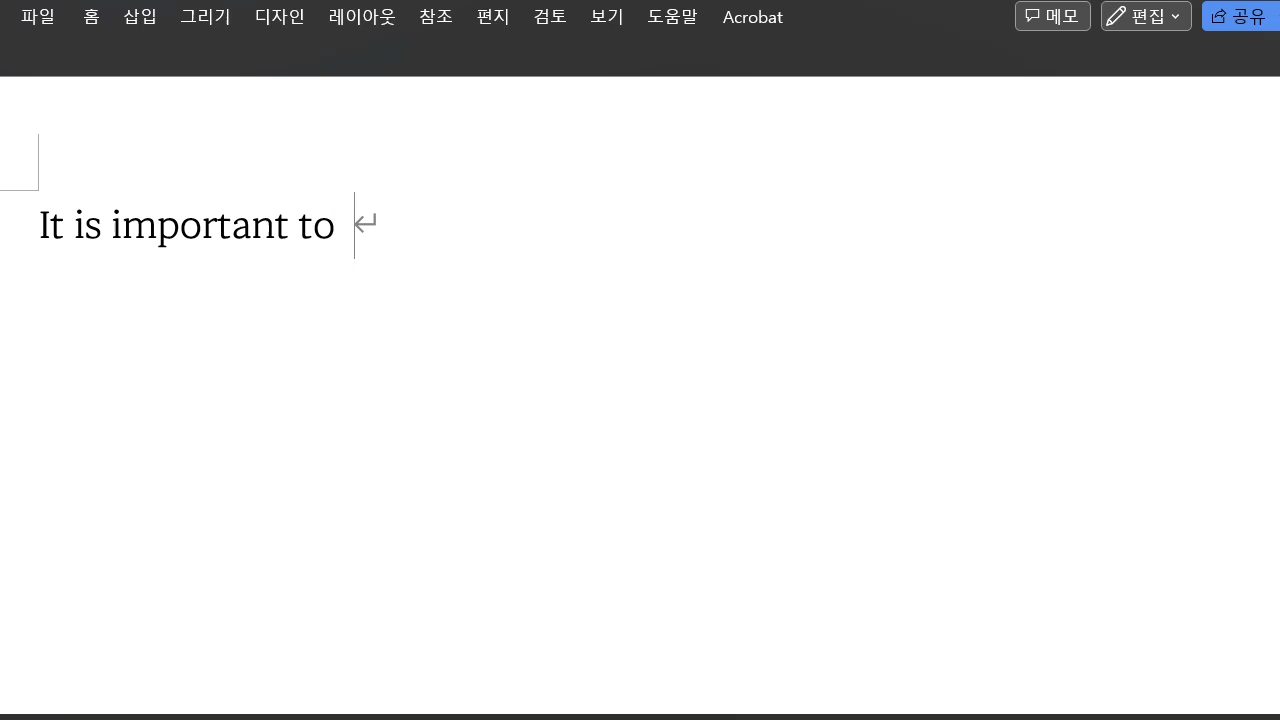 파일 홈 삽입 그리기 디자인 레이아웃 참조 편지 검토 보기 도움말 Acrobat 메모 편집 공유
It is important to